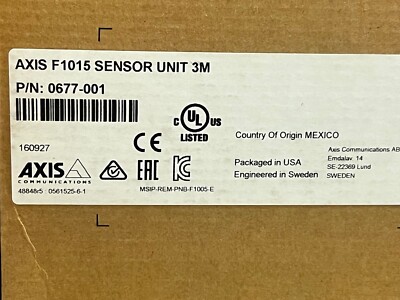 AXIS F1015 SENSOR UNIT 3M
P/N: 0677-001
C UL US
LISTED
160927
CE
Country Of Origin MEXICO
Axis Communications AB
Emdalav. 14
SE-22369 Lund
SWEDEN
Packaged in USA
Engineered in Sweden
AXIS
COMMUNICATIONS
EAC
MSIP-REM-PNB-F1005-E
48848r5 : 0561525-6-1